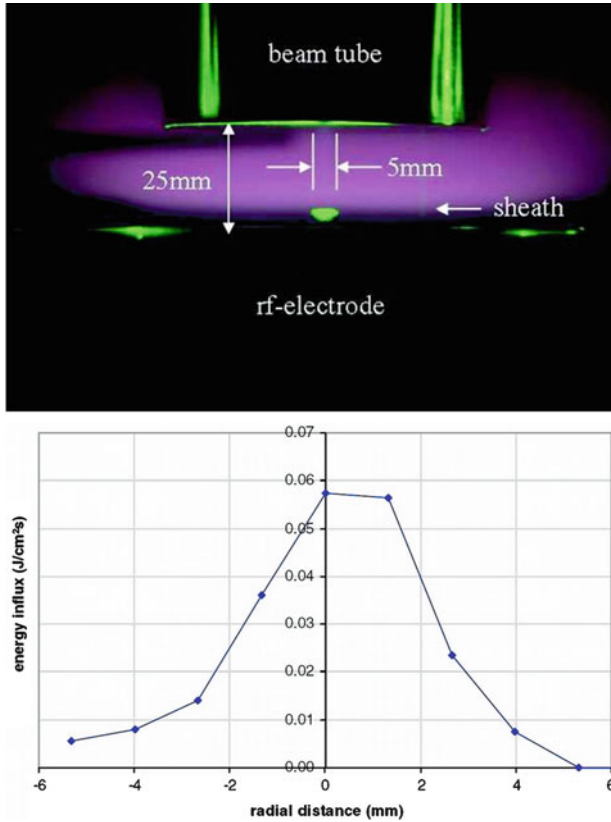 beam tube
25mm
5mm
sheath
rf-electrode
0.07
0.06
0.05
0.04
0.03
0.02
0.01
0.00
-6
-4
-2
0
2
4
6
energy influx (J/cm²s)
radial distance (mm)